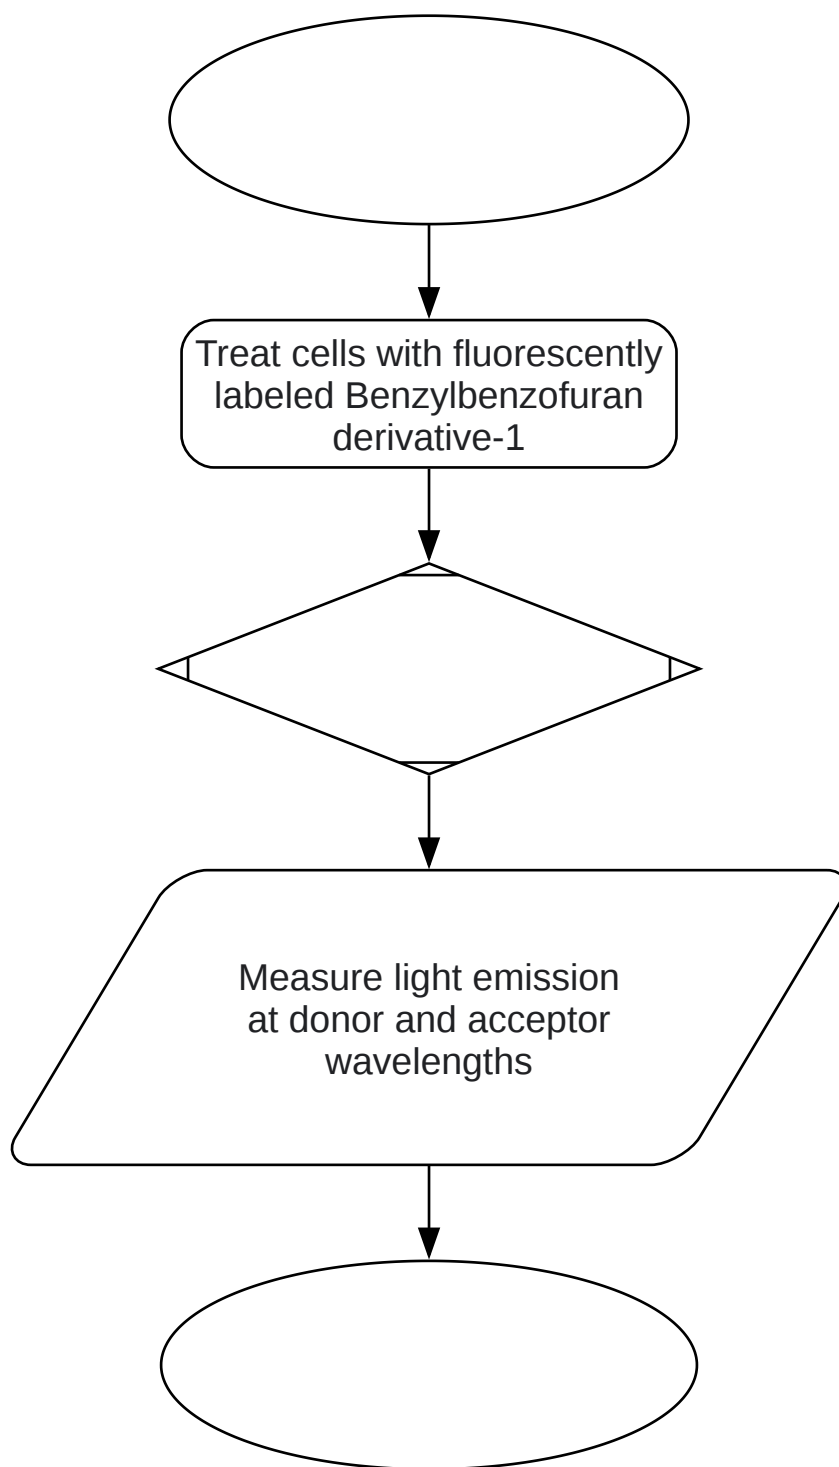 Treat cells with fluorescently
labeled Benzylbenzofuran
derivative-1
Measure light emission
at donor and acceptor
wavelengths